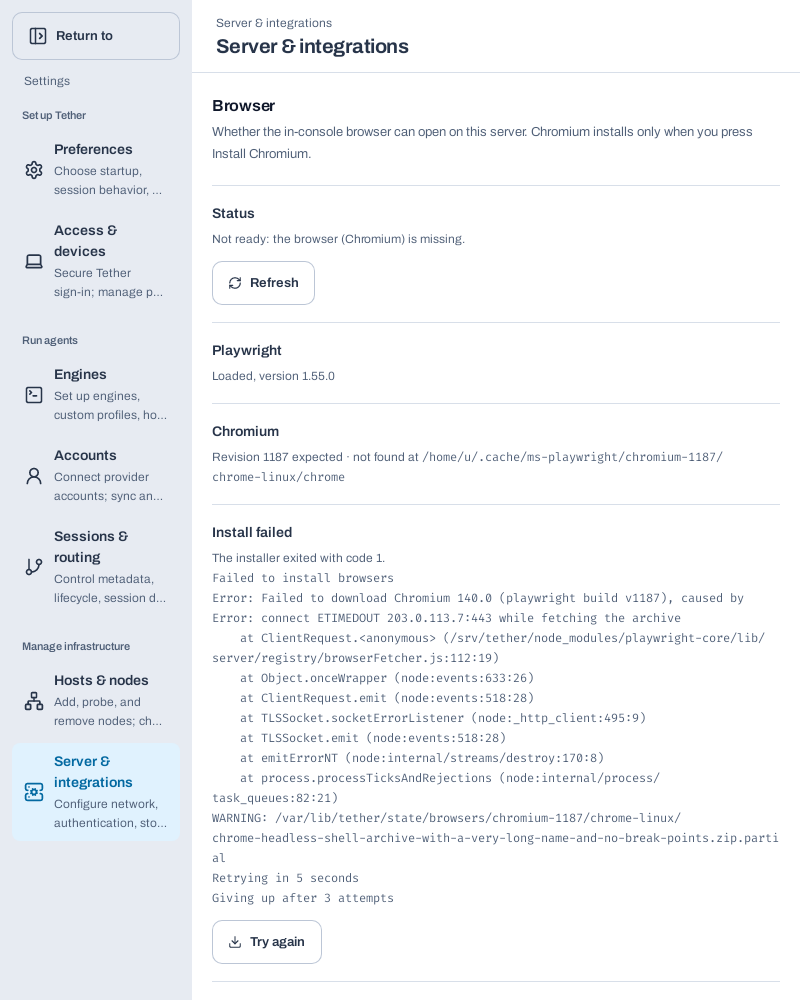 Return to
Settings
Set up Tether
Preferences
Choose startup,
session behavior, ...
Access &
devices
Secure Tether
sign-in; manage p...
Run agents
Engines
Set up engines,
custom profiles, ho...
Accounts
Connect provider
accounts; sync an...
Sessions &
routing
Control metadata,
lifecycle, session d...
Manage infrastructure
Hosts & nodes
Add, probe, and
remove nodes; ch...
Server &
integrations
Configure network,
authentication, sto...
Server & integrations
Server & integrations
Browser
Whether the in-console browser can open on this server. Chromium installs only when you press
Install Chromium.
Status
Not ready: the browser (Chromium) is missing.
Refresh
Playwright
Loaded, version 1.55.0
Chromium
Revision 1187 expected · not found at /home/u/.cache/ms-playwright/chromium-1187/
chrome-linux/chrome
Install failed
The installer exited with code 1.
Failed to install browsers
Error: Failed to download Chromium 140.0 (playwright build v1187), caused by
Error: connect ETIMEDOUT 203.0.113.7:443 while fetching the archive
    at ClientRequest.<anonymous> (/srv/tether/node_modules/playwright-core/lib/
server/registry/browserFetcher.js:112:19)
    at Object.onceWrapper (node:events:633:26)
    at ClientRequest.emit (node:events:518:28)
    at TLSSocket.socketErrorListener (node:_http_client:495:9)
    at TLSSocket.emit (node:events:518:28)
    at emitErrorNT (node:internal/streams/destroy:170:8)
    at process.processTicksAndRejections (node:internal/process/
task_queues:82:21)
WARNING: /var/lib/tether/state/browsers/chromium-1187/chrome-linux/
chrome-headless-shell-archive-with-a-very-long-name-and-no-break-points.zip.parti
al
Retrying in 5 seconds
Giving up after 3 attempts
Try again